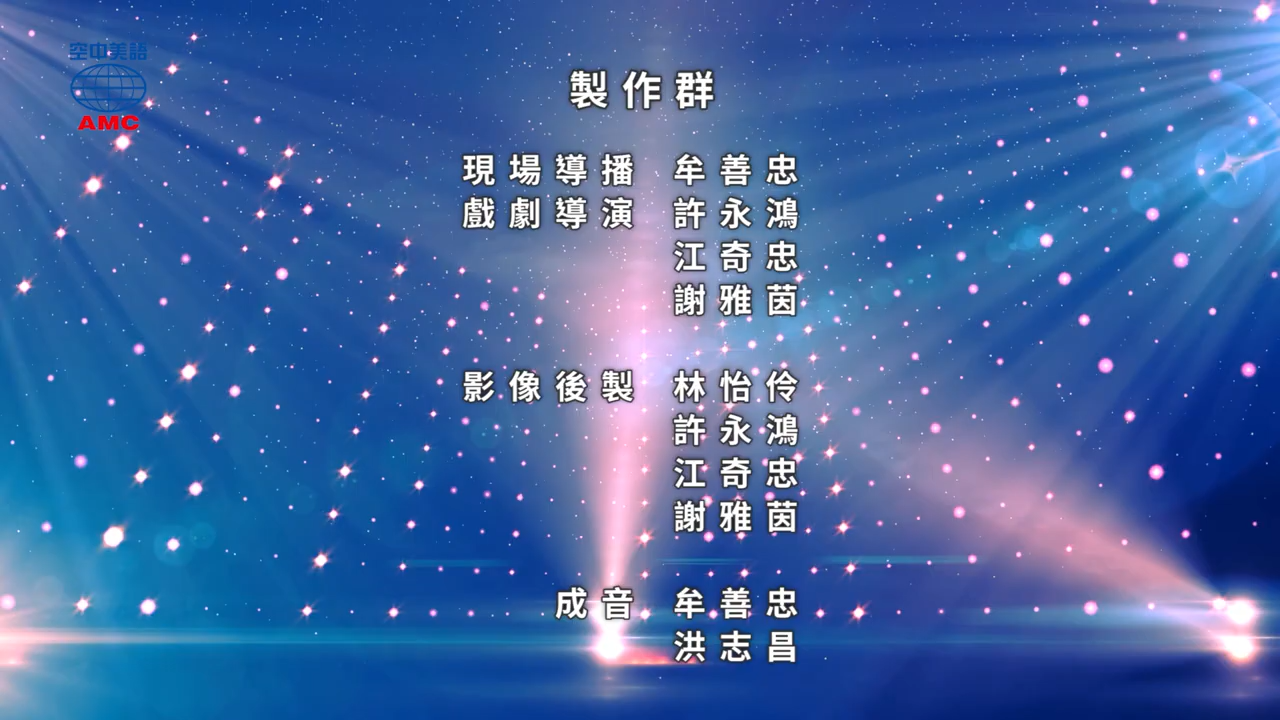 空中美語
AMC
製作群
現場導播 牟善忠
戲劇導演 許永鴻
江奇忠
謝雅茵
影像後製 林怡伶
許永鴻
江奇忠
謝雅茵
成音 牟善忠
洪志昌